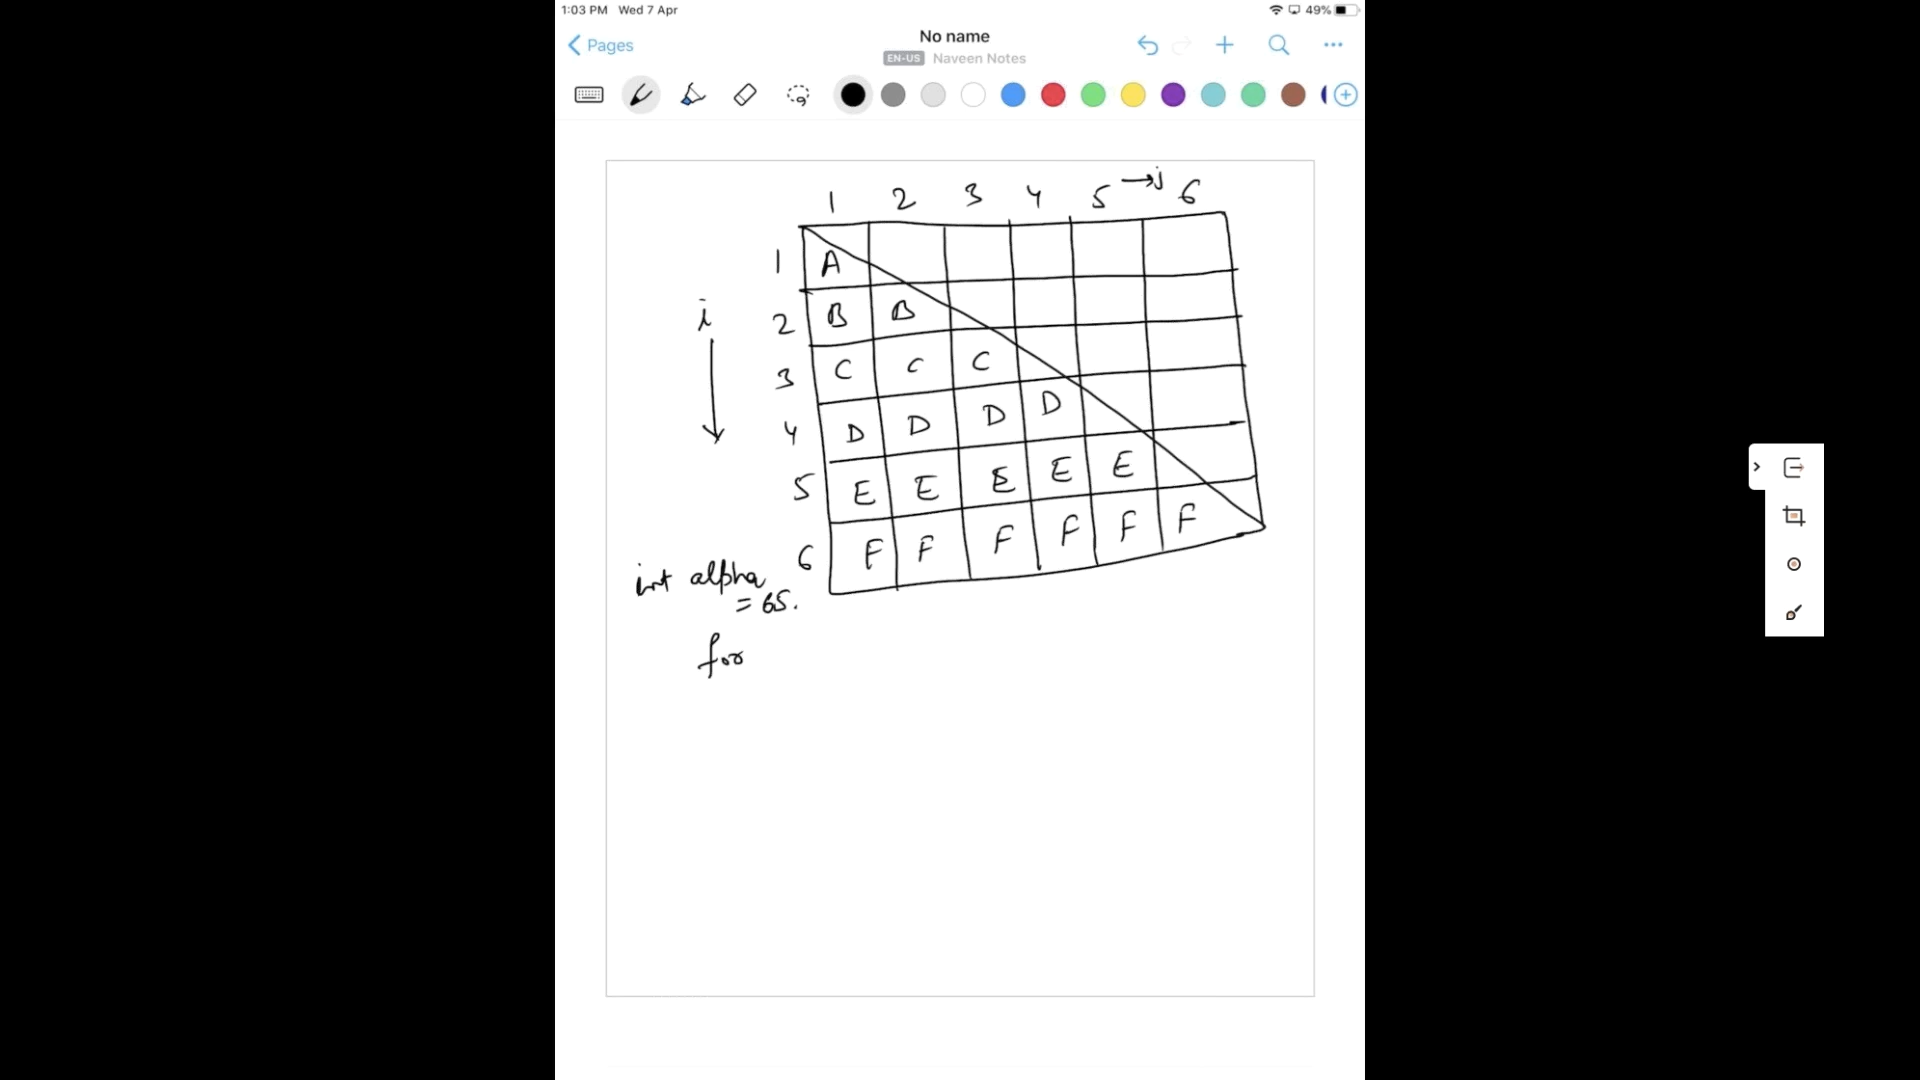 1:03 PM Wed 7 Apr
49%
Pages
No name
EN-US Naveen Notes
→j
1 2 3 4 5 6
1 A
i
2 B B
3 C C C
4 D D D D
5 E E E E E
6 F F F F F F
int alpha
= 65.
for